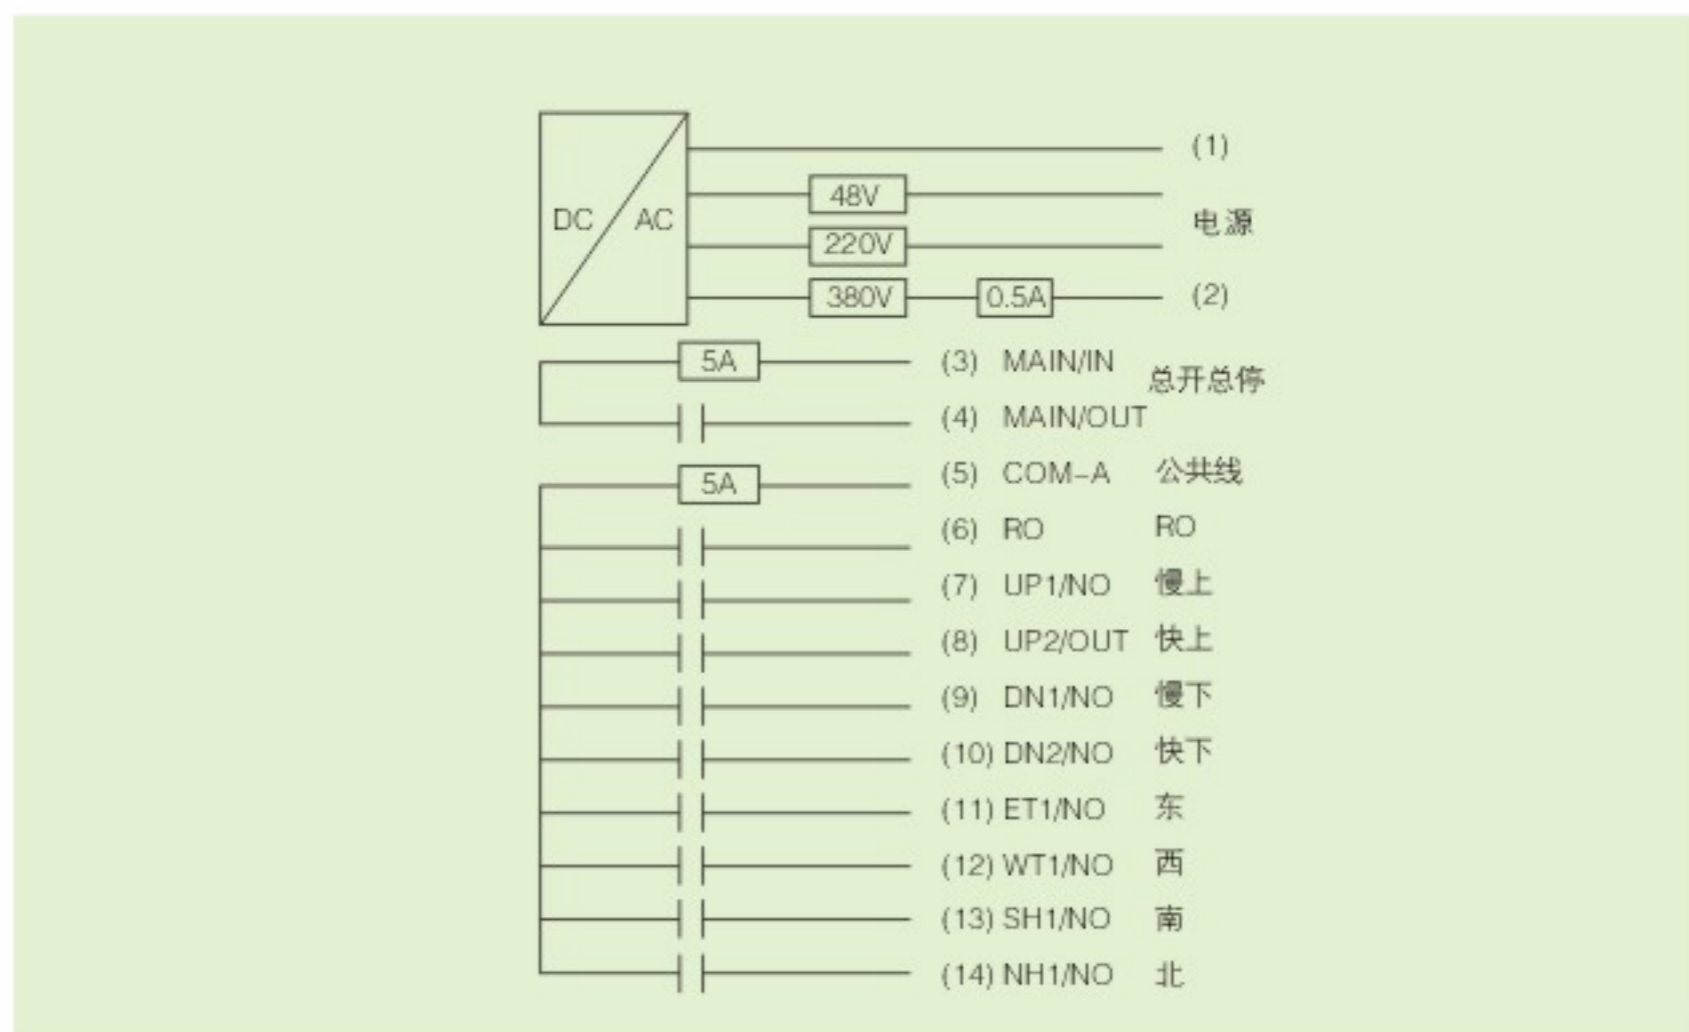 (1)
48V
DC AC 220V 电源
380V 0.5A (2)
5A (3) MAIN/IN 总开总停
(4) MAIN/OUT
5A (5) COM-A 公共线
(6) RO RO
(7) UP1/NO 慢上
(8) UP2/OUT 快上
(9) DN1/NO 慢下
(10) DN2/NO 快下
(11) ET1/NO 东
(12) WT1/NO 西
(13) SH1/NO 南
(14) NH1/NO 北